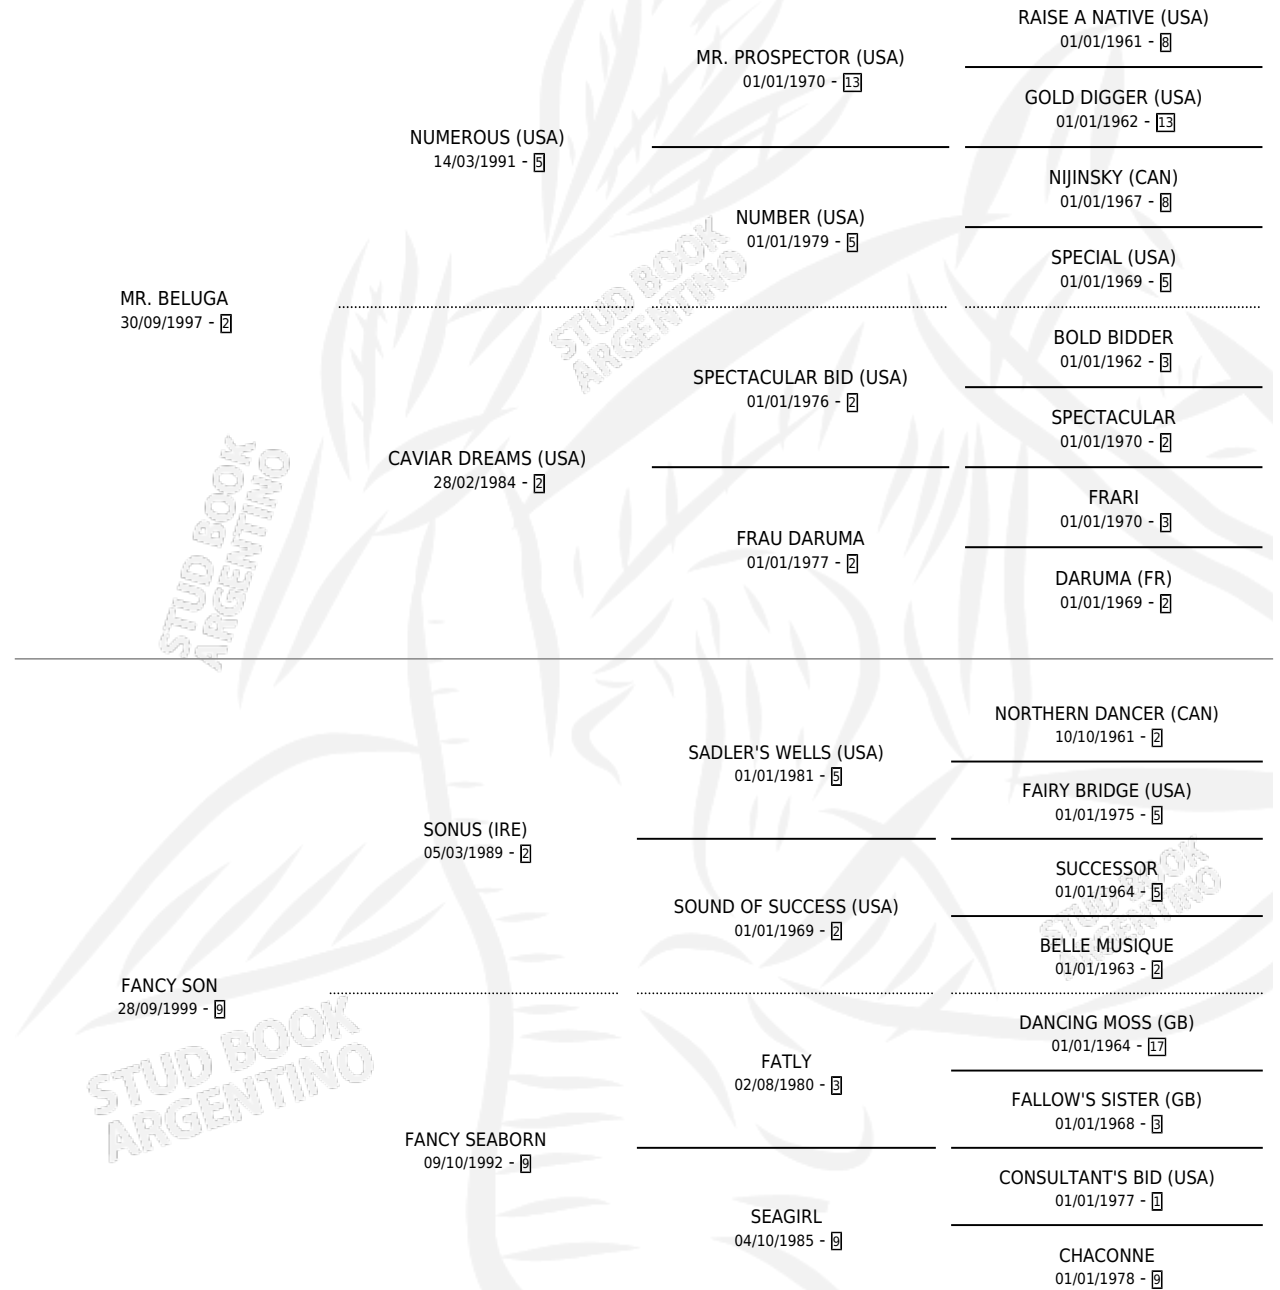 RAISE A NATIVE (USA)
01/01/1961 - 8
MR. PROSPECTOR (USA)
01/01/1970 - 13
GOLD DIGGER (USA)
01/01/1962 - 13
NUMEROUS (USA)
14/03/1991 - 5
NIJINSKY (CAN)
01/01/1967 - 8
NUMBER (USA)
01/01/1979 - 5
SPECIAL (USA)
01/01/1969 - 5
MR. BELUGA
30/09/1997 - 2
BOLD BIDDER
01/01/1962 - 3
SPECTACULAR BID (USA)
01/01/1976 - 2
SPECTACULAR
01/01/1970 - 2
CAVIAR DREAMS (USA)
28/02/1984 - 2
FRARI
01/01/1970 - 3
FRAU DARUMA
01/01/1977 - 2
DARUMA (FR)
01/01/1969 - 2
NORTHERN DANCER (CAN)
10/10/1961 - 2
SADLER'S WELLS (USA)
01/01/1981 - 5
FAIRY BRIDGE (USA)
01/01/1975 - 5
SONUS (IRE)
05/03/1989 - 2
SUCCESSOR
01/01/1964 - 5
SOUND OF SUCCESS (USA)
01/01/1969 - 2
BELLE MUSIQUE
01/01/1963 - 2
FANCY SON
28/09/1999 - 9
DANCING MOSS (GB)
01/01/1964 - 17
FATLY
02/08/1980 - 3
FALLOW'S SISTER (GB)
01/01/1968 - 3
FANCY SEABORN
09/10/1992 - 9
CONSULTANT'S BID (USA)
01/01/1977 - 1
SEAGIRL
04/10/1985 - 9
CHACONNE
01/01/1978 - 9
STUD BOOK
ARGENTINO
STUD BOOK
ARGENTINO
STUD BOOK
ARGENTINO
STUD BOOK
ARGENTINO